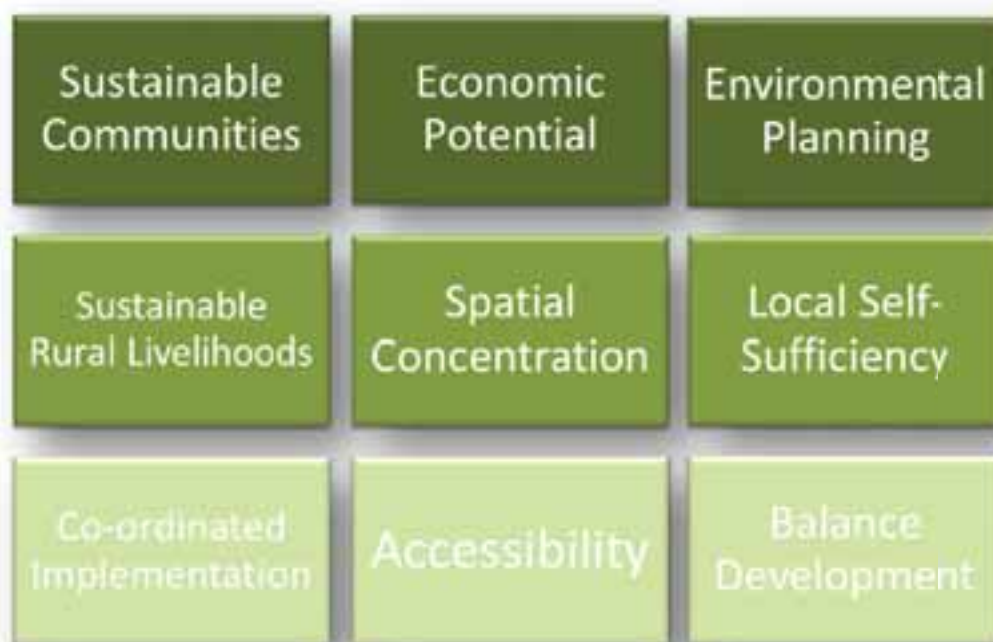 Sustainable
Communities
Economic
Potential
Environmental
Planning
Sustainable
Rural Livelihoods
Spatial
Concentration
Local Self-
Sufficiency
Co-ordinated
Implementation
Accessibility
Balance
Development